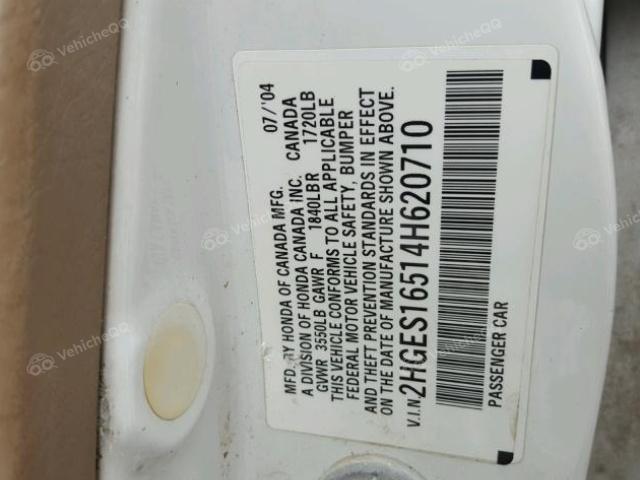 MFD. BY HONDA OF CANADA MFG. 07/'04
A DIVISION OF HONDA CANADA INC. CANADA
GVWR 3550LB GAWR F 1840LBR 1720LB
THIS VEHICLE CONFORMS TO ALL APPLICABLE
FEDERAL MOTOR VEHICLE SAFETY, BUMPER
AND THEFT PREVENTION STANDARDS IN EFFECT
ON THE DATE OF MANUFACTURE SHOWN ABOVE.
V.I.N 2HGES16514H620710
PASSENGER CAR
VehicleQQ